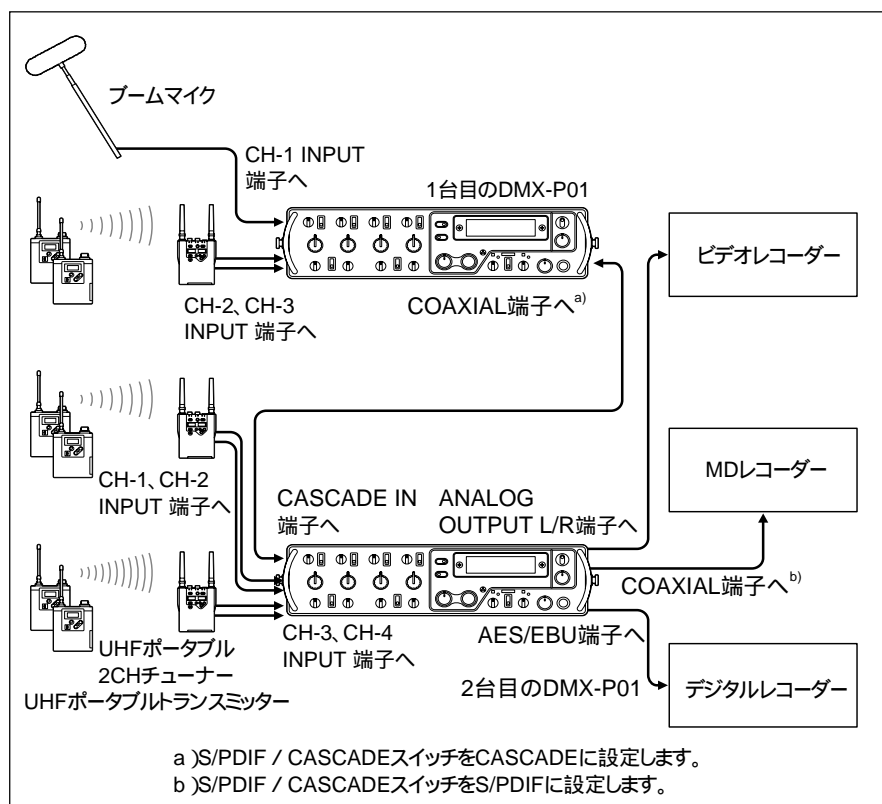 ブームマイク
CH-1 INPUT
端子へ
1台目のDMX-P01
ビデオレコーダー
CH-2、CH-3
INPUT 端子へ
COAXIAL端子へa)
CH-1、CH-2
INPUT 端子へ
CASCADE IN
端子へ
ANALOG
OUTPUT L/R端子へ
MDレコーダー
COAXIAL端子へb)
CH-3、CH-4
INPUT 端子へ
AES/EBU端子へ
UHFポータブル
2CHチューナー
UHFポータブルトランスミッター
2台目のDMX-P01
デジタルレコーダー
a )S/PDIF / CASCADEスイッチをCASCADEに設定します。
b )S/PDIF / CASCADEスイッチをS/PDIFに設定します。